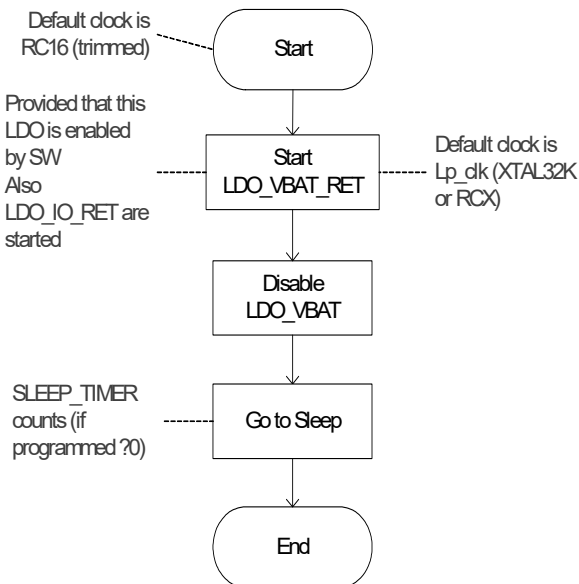 Default clock is
RC16 (trimmed)
Start
Provided that this
LDO is enabled
by SW
Also
LDO_IO_RET are
started
Start
LDO_VBAT_RET
Default clock is
Lp_clk (XTAL32K
or RCX)
Disable
LDO_VBAT
SLEEP_TIMER
counts (if
programmed ?0)
Go to Sleep
End